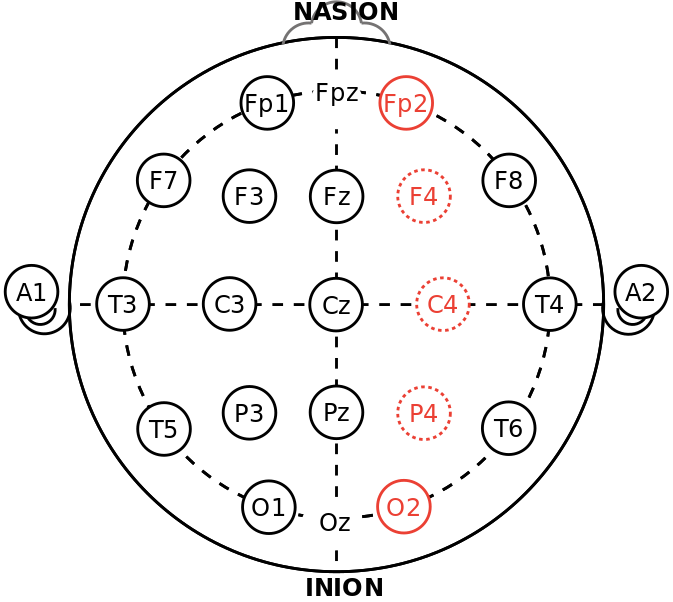 NASION
Fp1 Fpz Fp2
F7 F3 Fz F4 F8
A1 T3 C3 Cz C4 T4 A2
T5 P3 Pz P4 T6
O1 Oz O2
INION